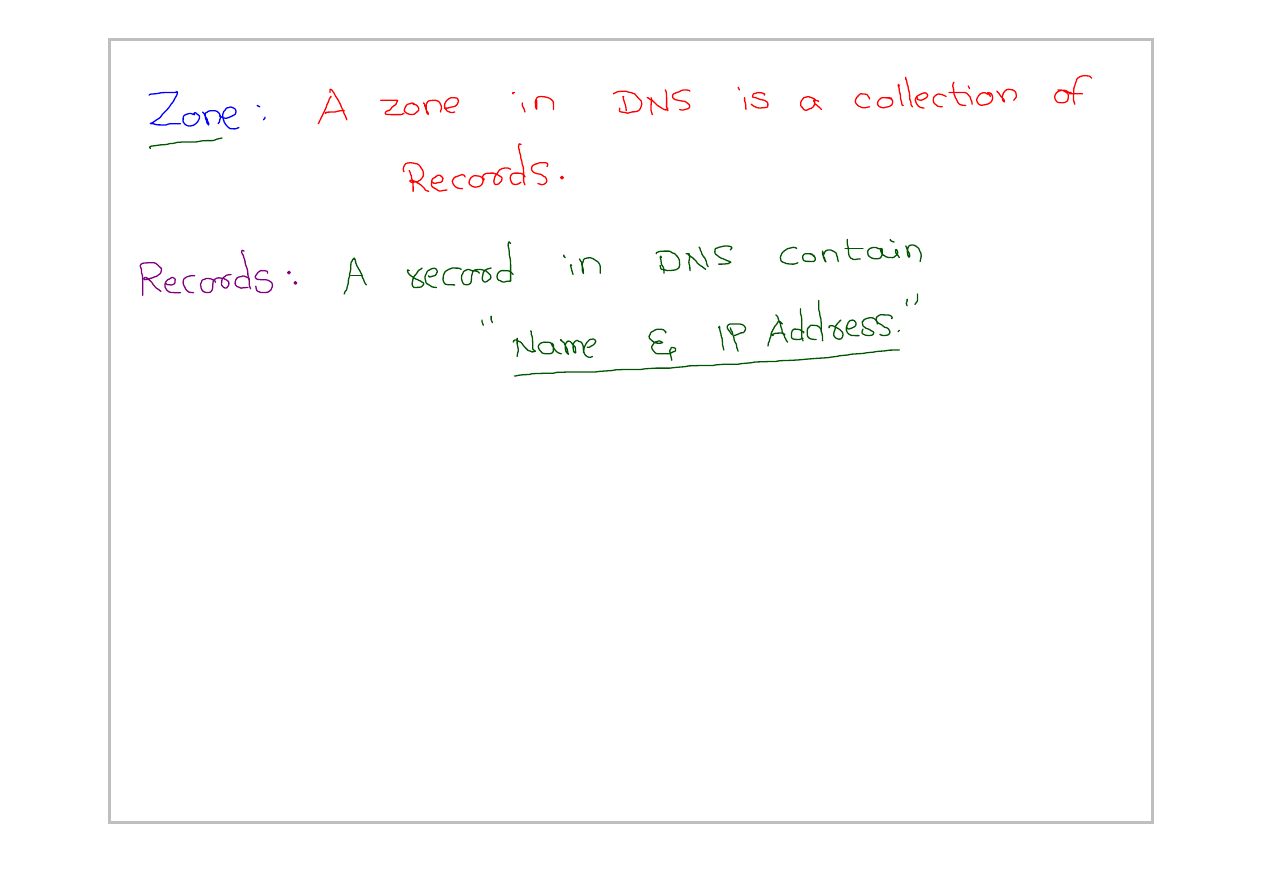 Zone: A zone in DNS is a collection of
Records.
Records: A record in DNS contain
"Name & IP Address."